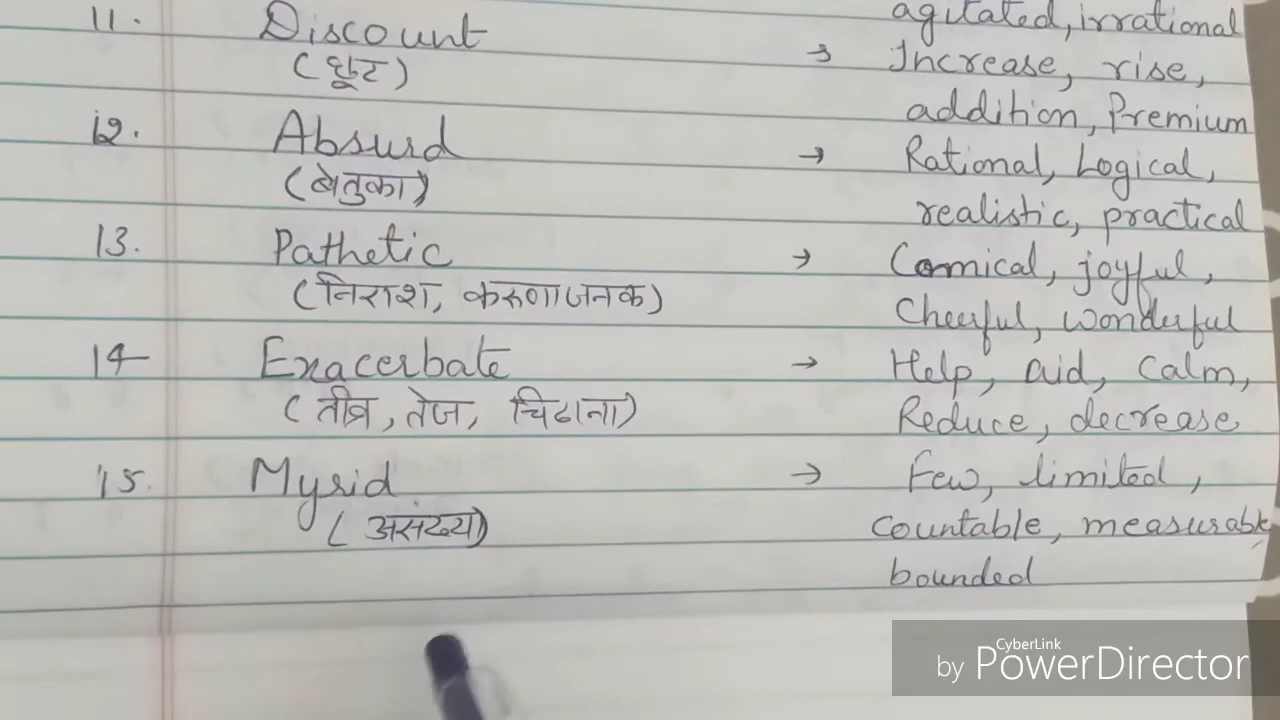 agitated, irrational
11. Discount → Increase, rise,
(छूट) addition, Premium
12. Absurd → Rational, Logical,
(बेतुका) realistic, practical
13. Pathetic → Comical, joyful,
(निराश, करुणाजनक) Cheerful, wonderful
14 Exacerbate → Help, aid, Calm,
(तीव्र, तेज, चिढाना) Reduce, decrease
15. Myrid → Few, limited,
(असंख्य) Countable, measurable
bounded
CyberLink
by PowerDirector